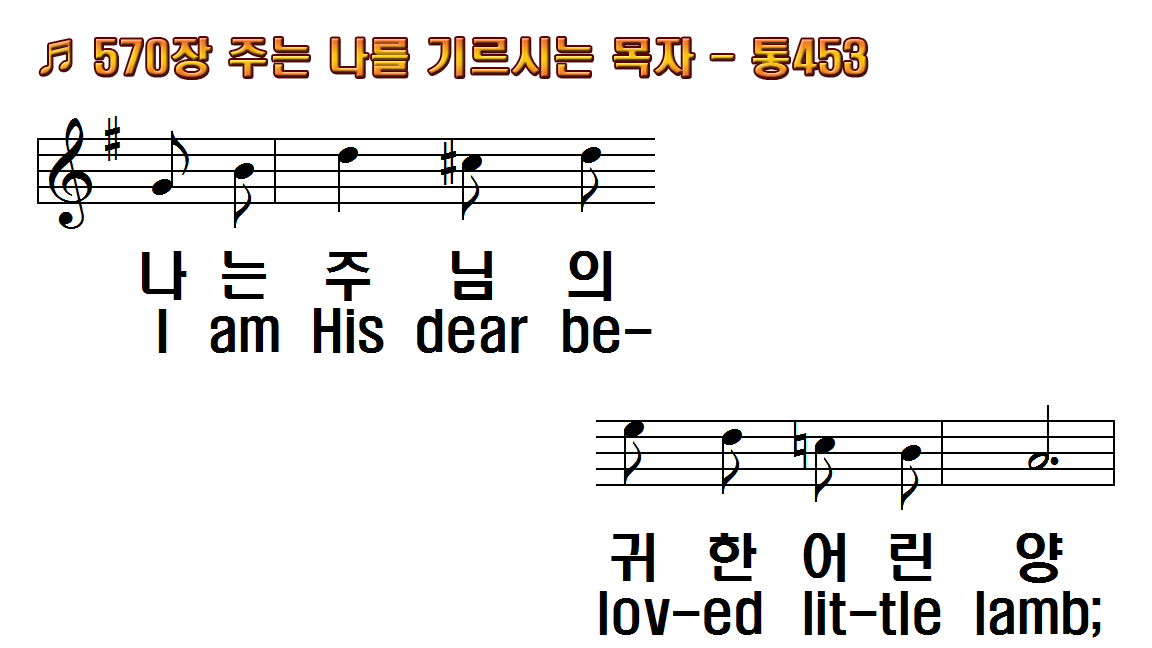 ♬ 570장 주는 나를 기르시는 목자 - 통453
나 는 주 님 의
I am His dear be-
귀 한 어 린 양
lov-ed lit-tle lamb;